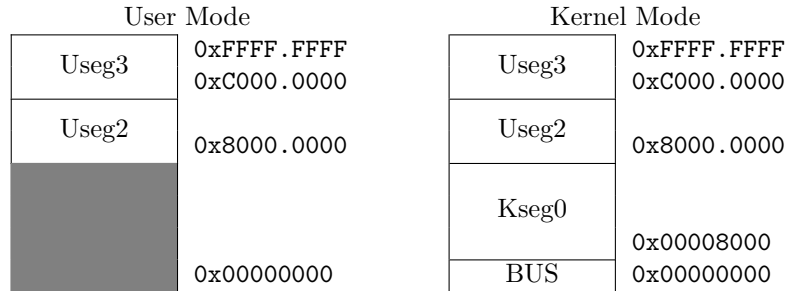 User Mode
Useg3
0xFFFF.FFFF
0xC000.0000
Useg2
0x8000.0000
0x00000000
Kernel Mode
Useg3
0xFFFF.FFFF
0xC000.0000
Useg2
0x8000.0000
Kseg0
0x00008000
BUS
0x00000000